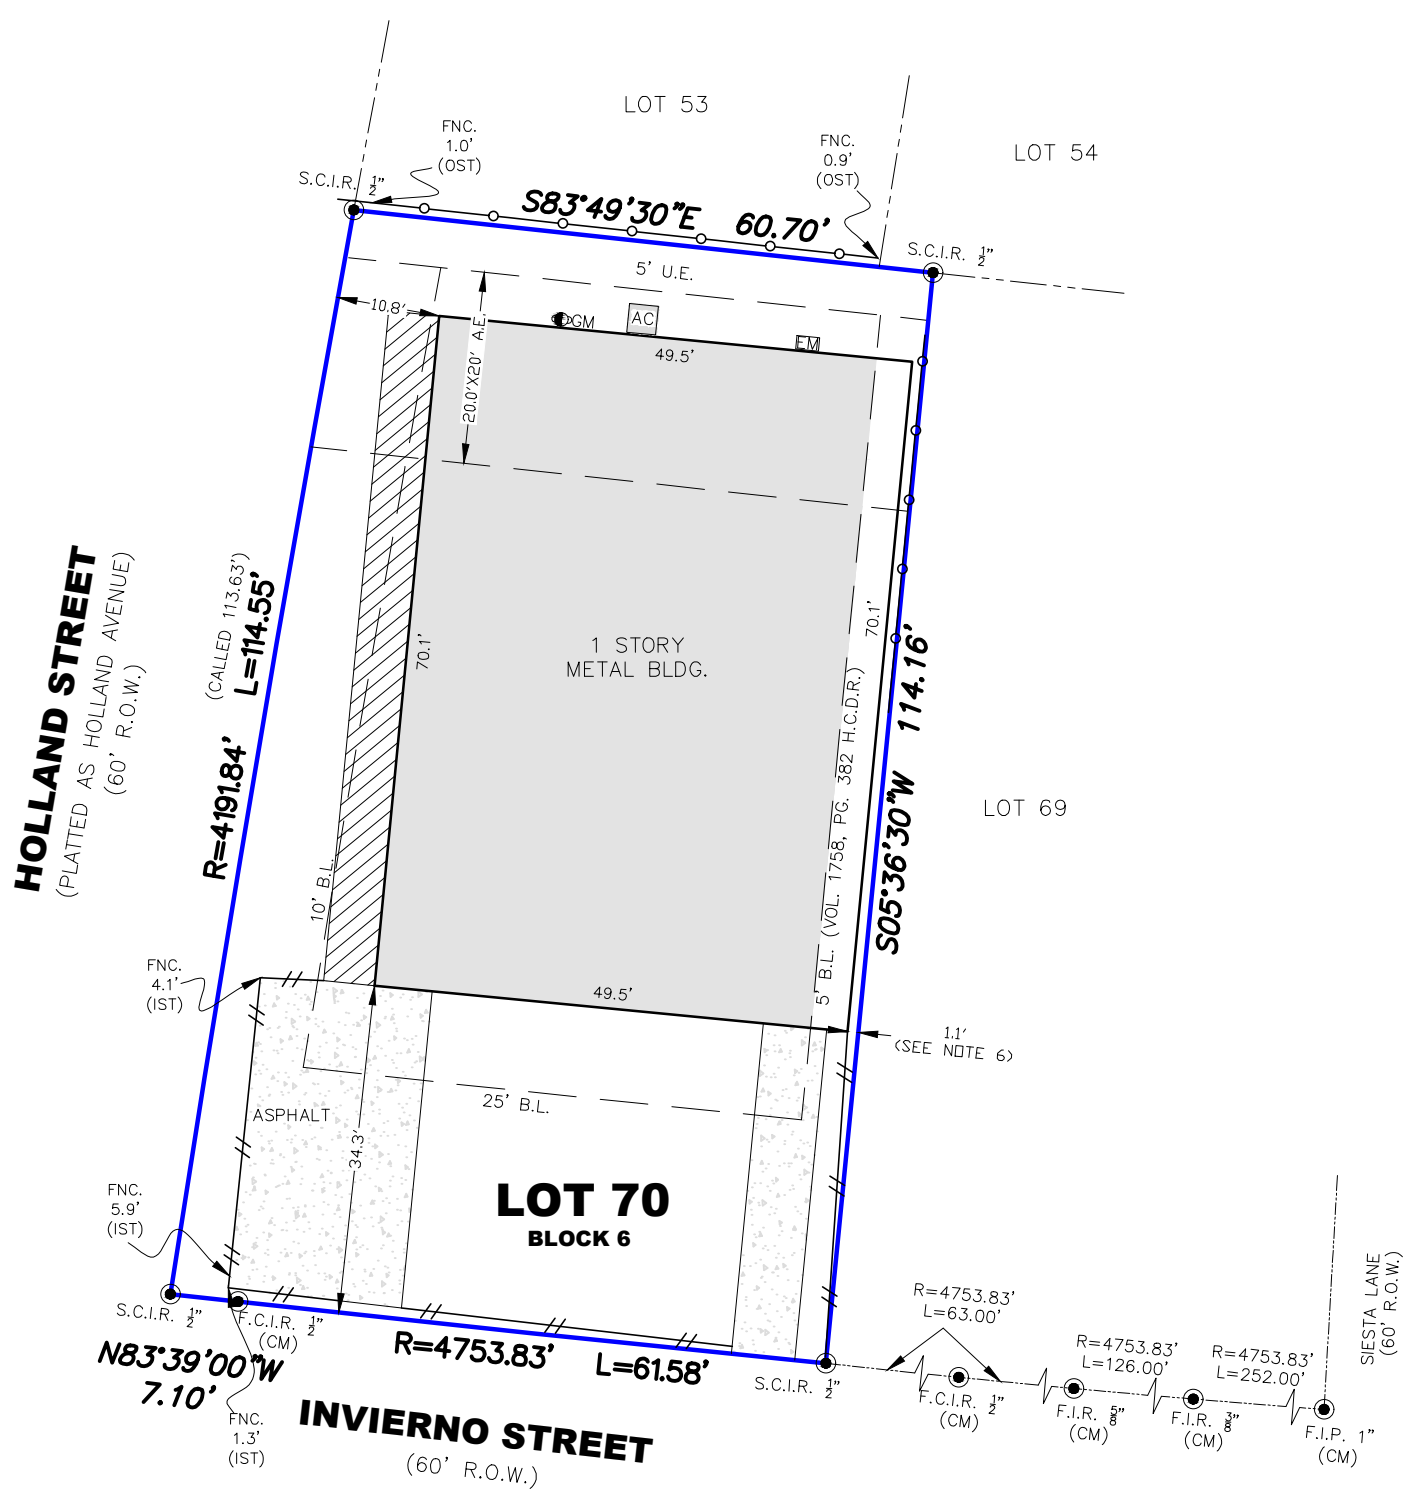 LOT 53
LOT 54
FNC.
1.0'
(OST)
FNC.
0.9'
(OST)
S.C.I.R. ½"
S83°49'30"E 60.70'
S.C.I.R. ½"
5' U.E.
10.8'
20.0'X20' A.E.
GM
AC
EM
49.5'
HOLLAND STREET
(PLATTED AS HOLLAND AVENUE)
(60' R.O.W.)
(CALLED 113.63')
R=4191.84' L=114.55'
70.1'
1 STORY
METAL BLDG.
70.1'
5' B.L. (VOL. 1758, PG. 382 H.C.D.R.)
S05°36'30"W 114.16'
LOT 69
10' B.L.
FNC.
4.1'
(IST)
49.5'
1.1'
(SEE NOTE 6)
25' B.L.
ASPHALT
34.3'
LOT 70
BLOCK 6
FNC.
5.9'
(IST)
S.C.I.R. ½"
F.C.I.R. ½"
(CM)
N83°39'00"W
7.10'
FNC.
1.3'
(IST)
R=4753.83' L=61.58'
S.C.I.R. ½"
INVIERNO STREET
(60' R.O.W.)
R=4753.83'
L=63.00'
R=4753.83'
L=126.00'
R=4753.83'
L=252.00'
F.C.I.R. ½"
(CM)
F.I.R. ⅝"
(CM)
F.I.R. ⅜"
(CM)
F.I.P. 1"
(CM)
SIESTA LANE
(60' R.O.W.)